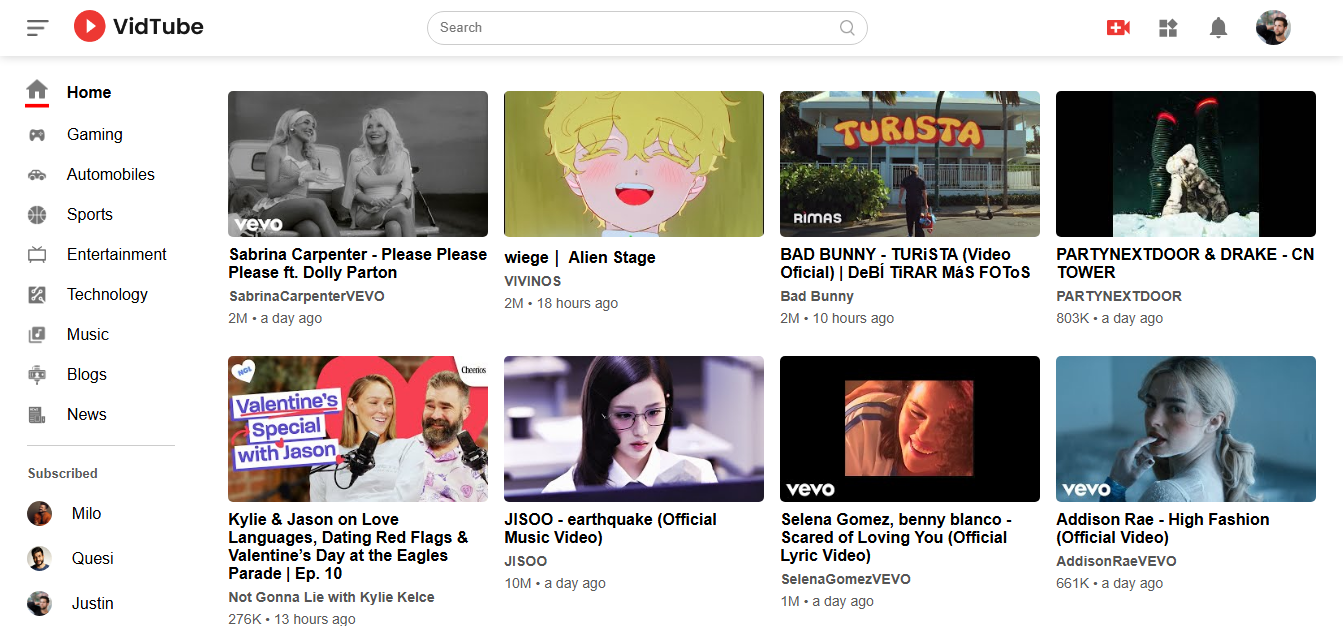 VidTube
Search
Home
Gaming
Automobiles
Sports
Entertainment
Technology
Music
Blogs
News
Subscribed
Milo
Quesi
Justin
vevo
Sabrina Carpenter - Please Please
Please ft. Dolly Parton
SabrinaCarpenterVEVO
2M • a day ago
wiege | Alien Stage
VIVINOS
2M • 18 hours ago
TURISTA
RIMAS
BAD BUNNY - TURiSTA (Video
Oficial) | DeBÍ TiRAR MáS FOToS
Bad Bunny
2M • 10 hours ago
PARTYNEXTDOOR & DRAKE - CN
TOWER
PARTYNEXTDOOR
803K • a day ago
NGL
Cheerios
Valentine's
Special
with Jason
Kylie & Jason on Love
Languages, Dating Red Flags &
Valentine’s Day at the Eagles
Parade | Ep. 10
Not Gonna Lie with Kylie Kelce
276K • 13 hours ago
JISOO - earthquake (Official
Music Video)
JISOO
10M • a day ago
vevo
Selena Gomez, benny blanco -
Scared of Loving You (Official
Lyric Video)
SelenaGomezVEVO
1M • a day ago
vevo
Addison Rae - High Fashion
(Official Video)
AddisonRaeVEVO
661K • a day ago